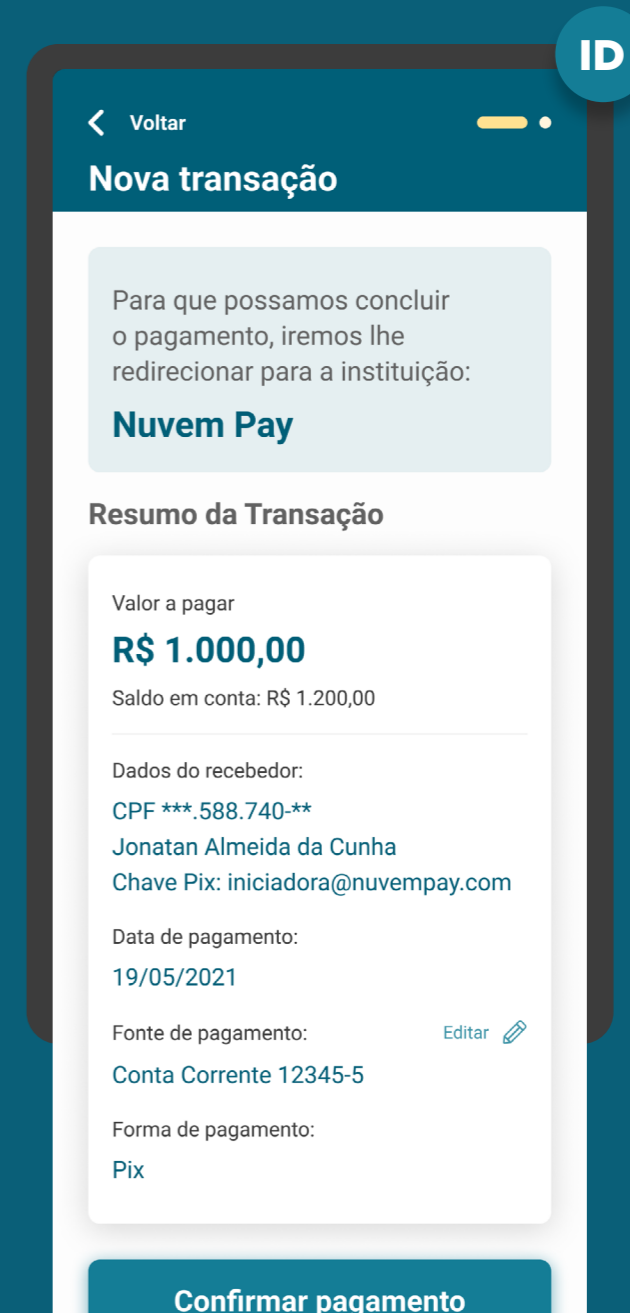 ID
Voltar
Nova transação
Para que possamos concluir
o pagamento, iremos lhe
redirecionar para a instituição:
Nuvem Pay
Resumo da Transação
Valor a pagar
R$ 1.000,00
Saldo em conta: R$ 1.200,00
Dados do recebedor:
CPF ***.588.740-**
Jonatan Almeida da Cunha
Chave Pix: iniciadora@nuvempay.com
Data de pagamento:
19/05/2021
Fonte de pagamento: Editar
Conta Corrente 12345-5
Forma de pagamento:
Pix
Confirmar pagamento